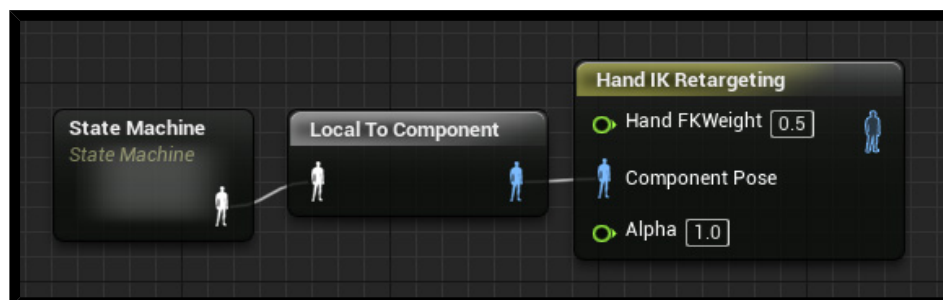 State Machine
State Machine
Local To Component
Hand IK Retargeting
Hand FKWeight 0.5
Component Pose
Alpha 1.0